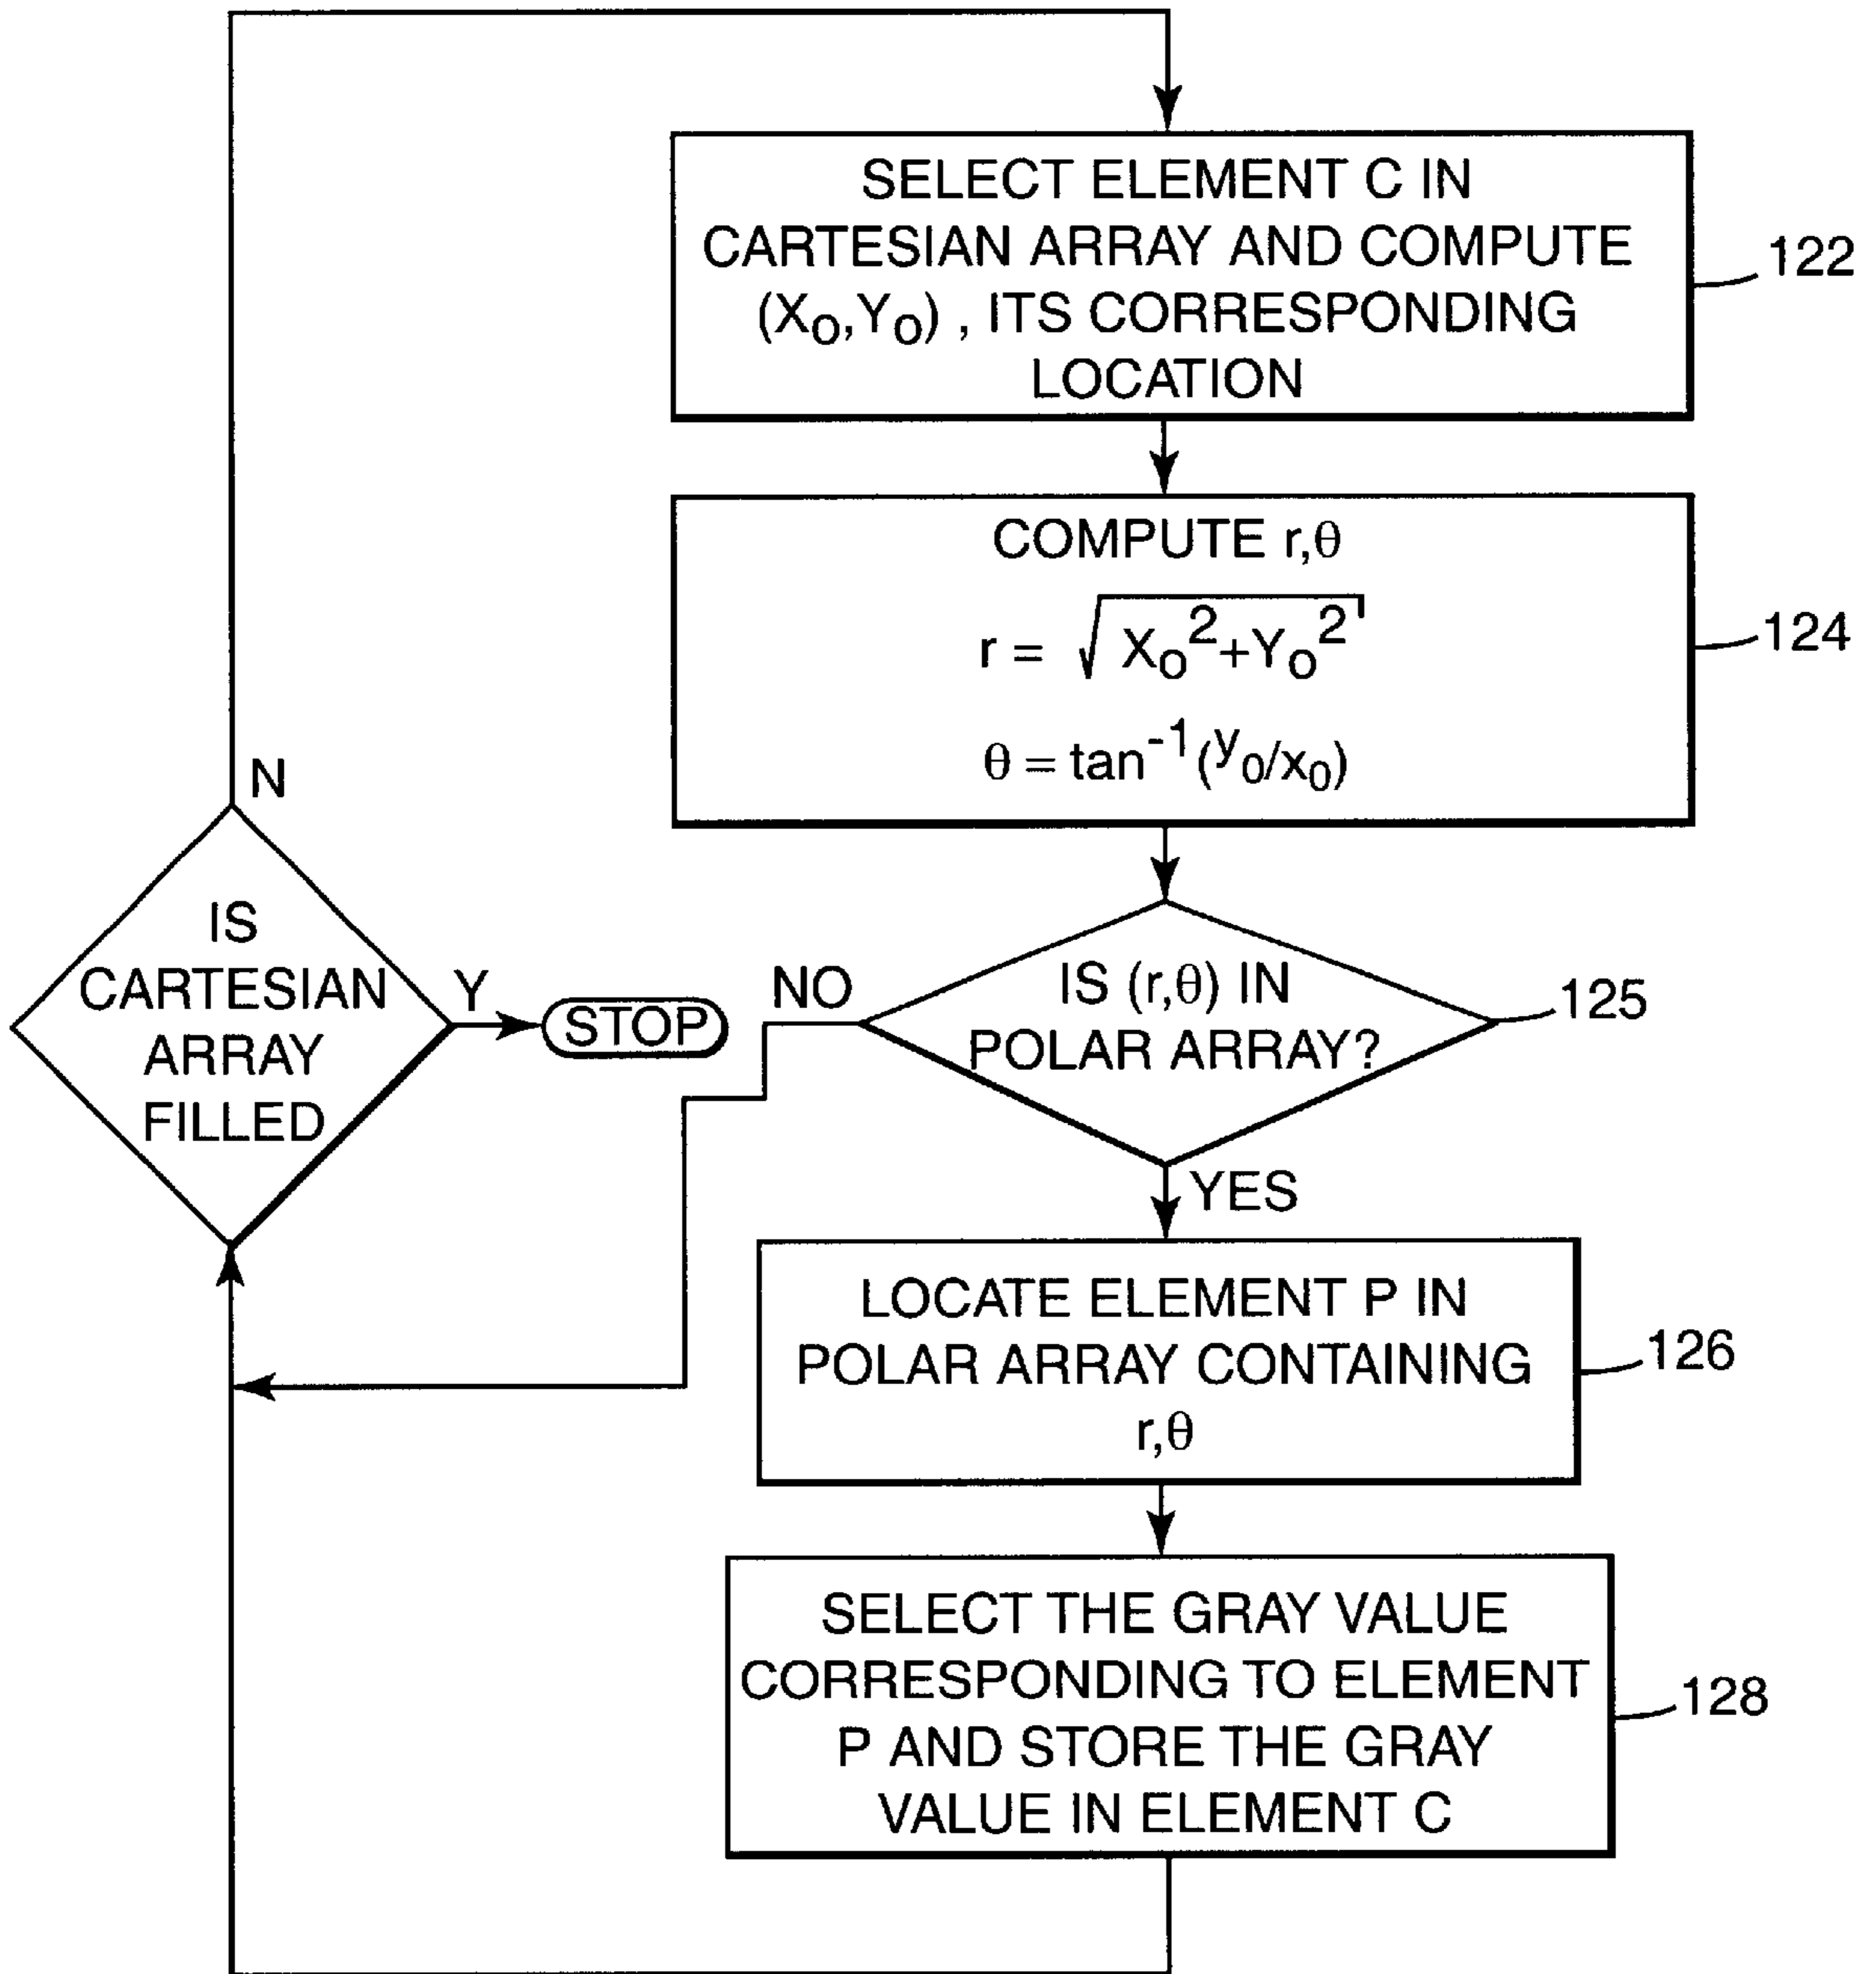 SELECT ELEMENT C IN
CARTESIAN ARRAY AND COMPUTE
(X₀,Y₀) , ITS CORRESPONDING
LOCATION
122
COMPUTE r,θ
r = √X₀²+Y₀²
θ = tan⁻¹(y₀/x₀)
124
N
IS
CARTESIAN
ARRAY
FILLED
Y
STOP
NO
IS (r,θ) IN
POLAR ARRAY?
125
YES
LOCATE ELEMENT P IN
POLAR ARRAY CONTAINING
r,θ
126
SELECT THE GRAY VALUE
CORRESPONDING TO ELEMENT
P AND STORE THE GRAY
VALUE IN ELEMENT C
128